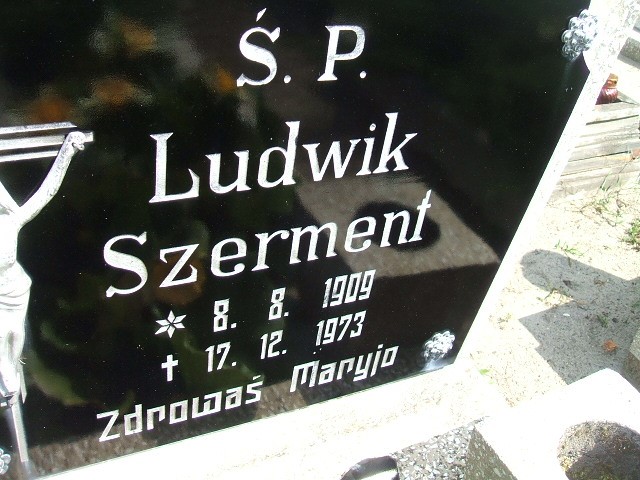 Ś. P.
Ludwik
Szerment
* 8. 8. 1909
† 17. 12. 1973
Zdrowaś Maryjo